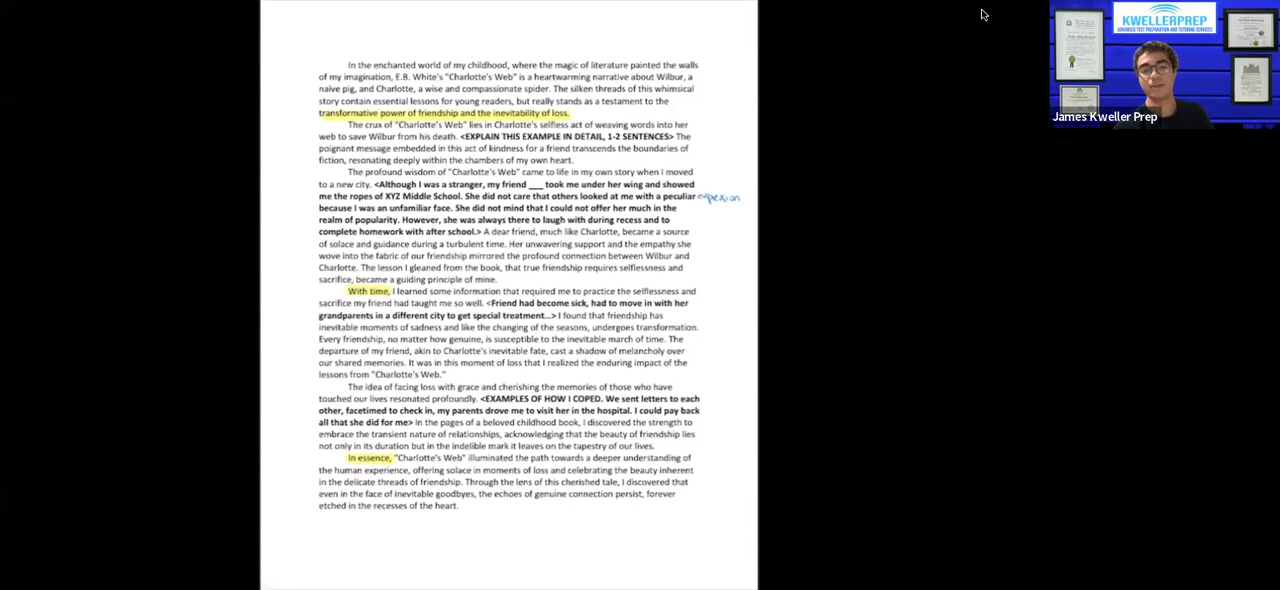 In the enchanted world of my childhood, where the magic of literature painted the walls
of my imagination, E.B. White's "Charlotte's Web" is a heartwarming narrative about Wilbur, a
naïve pig, and Charlotte, a wise and compassionate spider. The silken threads of this whimsical
story contain essential lessons for young readers, but really stands as a testament to the
transformative power of friendship and the inevitability of loss.
The crux of "Charlotte's Web" lies in Charlotte's selfless act of weaving words into her
web to save Wilbur from his death. <EXPLAIN THIS EXAMPLE IN DETAIL, 1-2 SENTENCES> The
poignant message embedded in this act of kindness for a friend transcends the boundaries of
fiction, resonating deeply within the chambers of my own heart.
The profound wisdom of "Charlotte's Web" came to life in my own story when I moved
to a new city. <Although I was a stranger, my friend ___ took me under her wing and showed
me the ropes of XYZ Middle School. She did not care that others looked at me with a peculiar expression
because I was an unfamiliar face. She did not mind that I could not offer her much in the
realm of popularity. However, she was always there to laugh with during recess and to
complete homework with after school.> A dear friend, much like Charlotte, became a source
of solace and guidance during a turbulent time. Her unwavering support and the empathy she
wove into the fabric of our friendship mirrored the profound connection between Wilbur and
Charlotte. The lesson I gleaned from the book, that true friendship requires selflessness and
sacrifice, became a guiding principle of mine.
With time, I learned some information that required me to practice the selflessness and
sacrifice my friend had taught me so well. <Friend had become sick, had to move in with her
grandparents in a different city to get special treatment...> I found that friendship has
inevitable moments of sadness and like the changing of the seasons, undergoes transformation.
Every friendship, no matter how genuine, is susceptible to the inevitable march of time. The
departure of my friend, akin to Charlotte's inevitable fate, cast a shadow of melancholy over
our shared memories. It was in this moment of loss that I realized the enduring impact of the
lessons from "Charlotte's Web."
The idea of facing loss with grace and cherishing the memories of those who have
touched our lives resonated profoundly. <EXAMPLES OF HOW I COPED. We sent letters to each
other, facetimed to check in, my parents drove me to visit her in the hospital. I could pay back
all that she did for me> In the pages of a beloved childhood book, I discovered the strength to
embrace the transient nature of relationships, acknowledging that the beauty of friendship lies
not only in its duration but in the indelible mark it leaves on the tapestry of our lives.
In essence, "Charlotte's Web" illuminated the path towards a deeper understanding of
the human experience, offering solace in moments of loss and celebrating the beauty inherent
in the delicate threads of friendship. Through the lens of this cherished tale, I discovered that
even in the face of inevitable goodbyes, the echoes of genuine connection persist, forever
etched in the recesses of the heart.
KWELLERPREP
ADVANCED TEST PREPARATION AND TUTORING SERVICES
James Kweller Prep